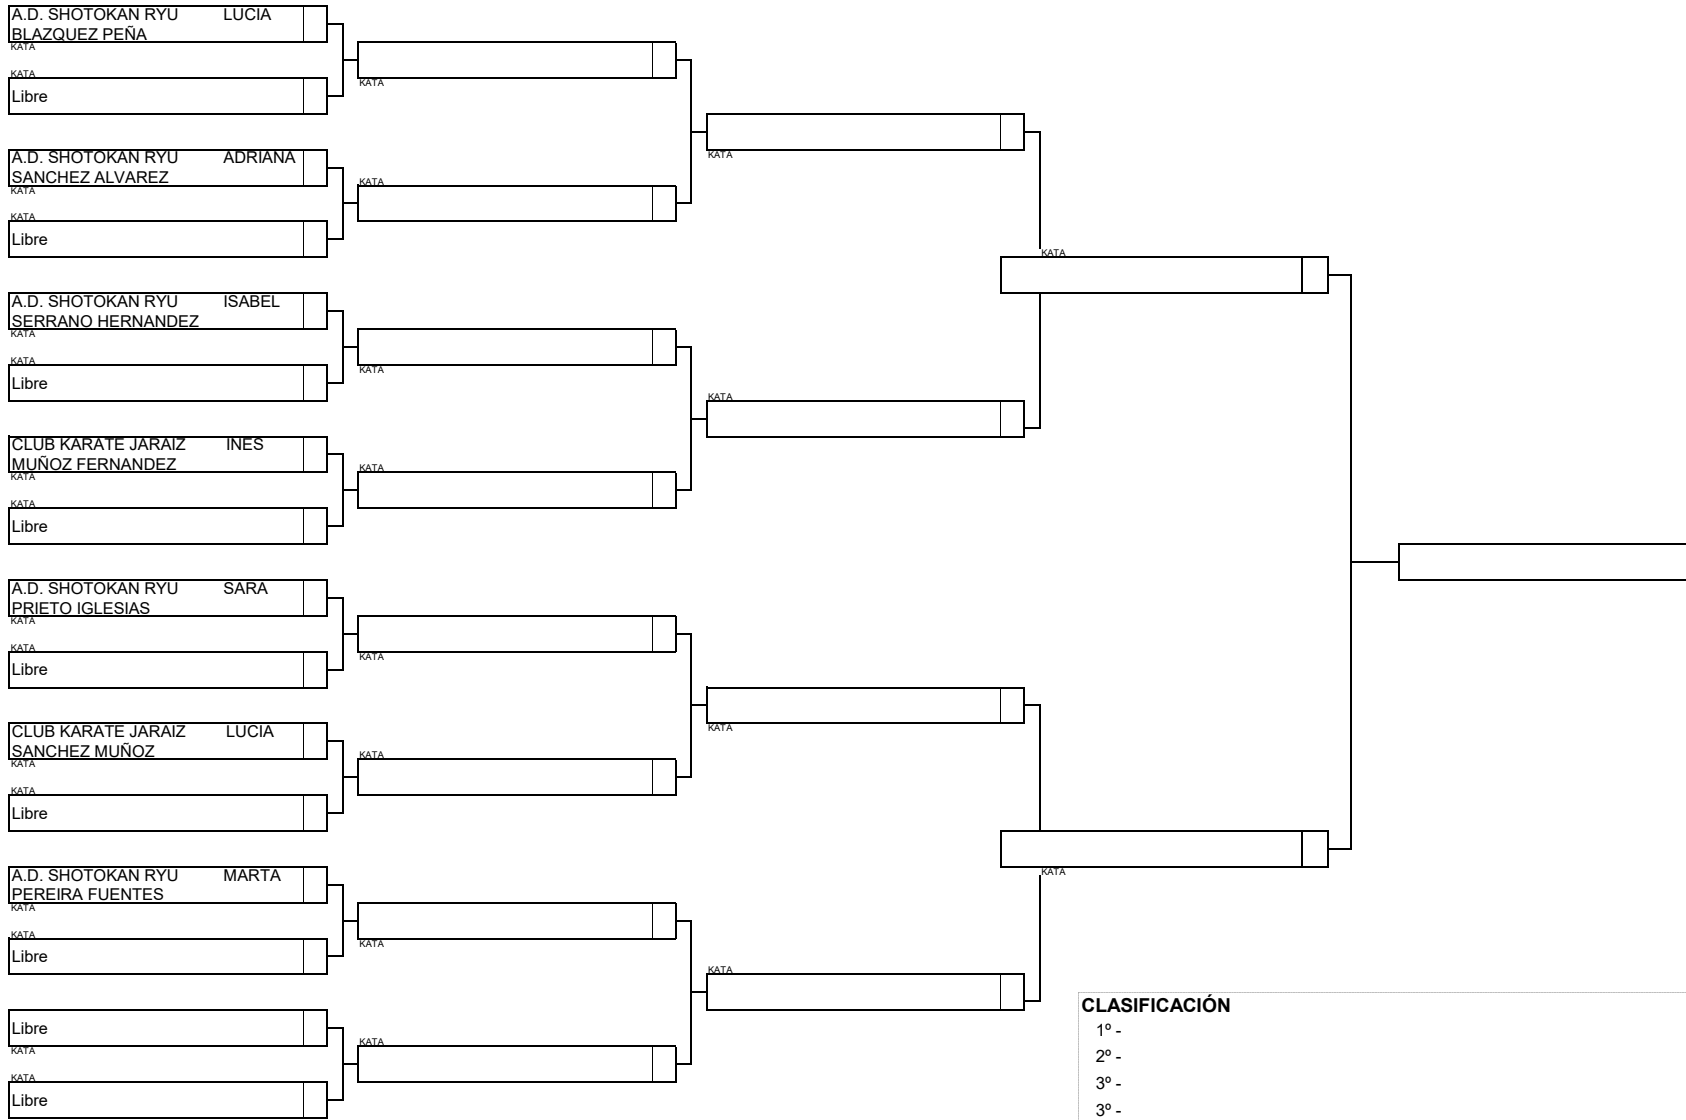 A.D. SHOTOKAN RYU LUCIA
BLAZQUEZ PEÑA
KATA
KATA
Libre
A.D. SHOTOKAN RYU ADRIANA
SANCHEZ ALVAREZ
KATA
KATA
Libre
A.D. SHOTOKAN RYU ISABEL
SERRANO HERNANDEZ
KATA
KATA
Libre
CLUB KARATE JARAIZ INES
MUÑOZ FERNANDEZ
KATA
KATA
Libre
A.D. SHOTOKAN RYU SARA
PRIETO IGLESIAS
KATA
KATA
Libre
CLUB KARATE JARAIZ LUCIA
SANCHEZ MUÑOZ
KATA
KATA
Libre
A.D. SHOTOKAN RYU MARTA
PEREIRA FUENTES
KATA
KATA
Libre
Libre
KATA
KATA
Libre
KATA
KATA
KATA
KATA
KATA
KATA
KATA
KATA
KATA
KATA
KATA
KATA
KATA
KATA
CLASIFICACIÓN
1º -
2º -
3º -
3º -